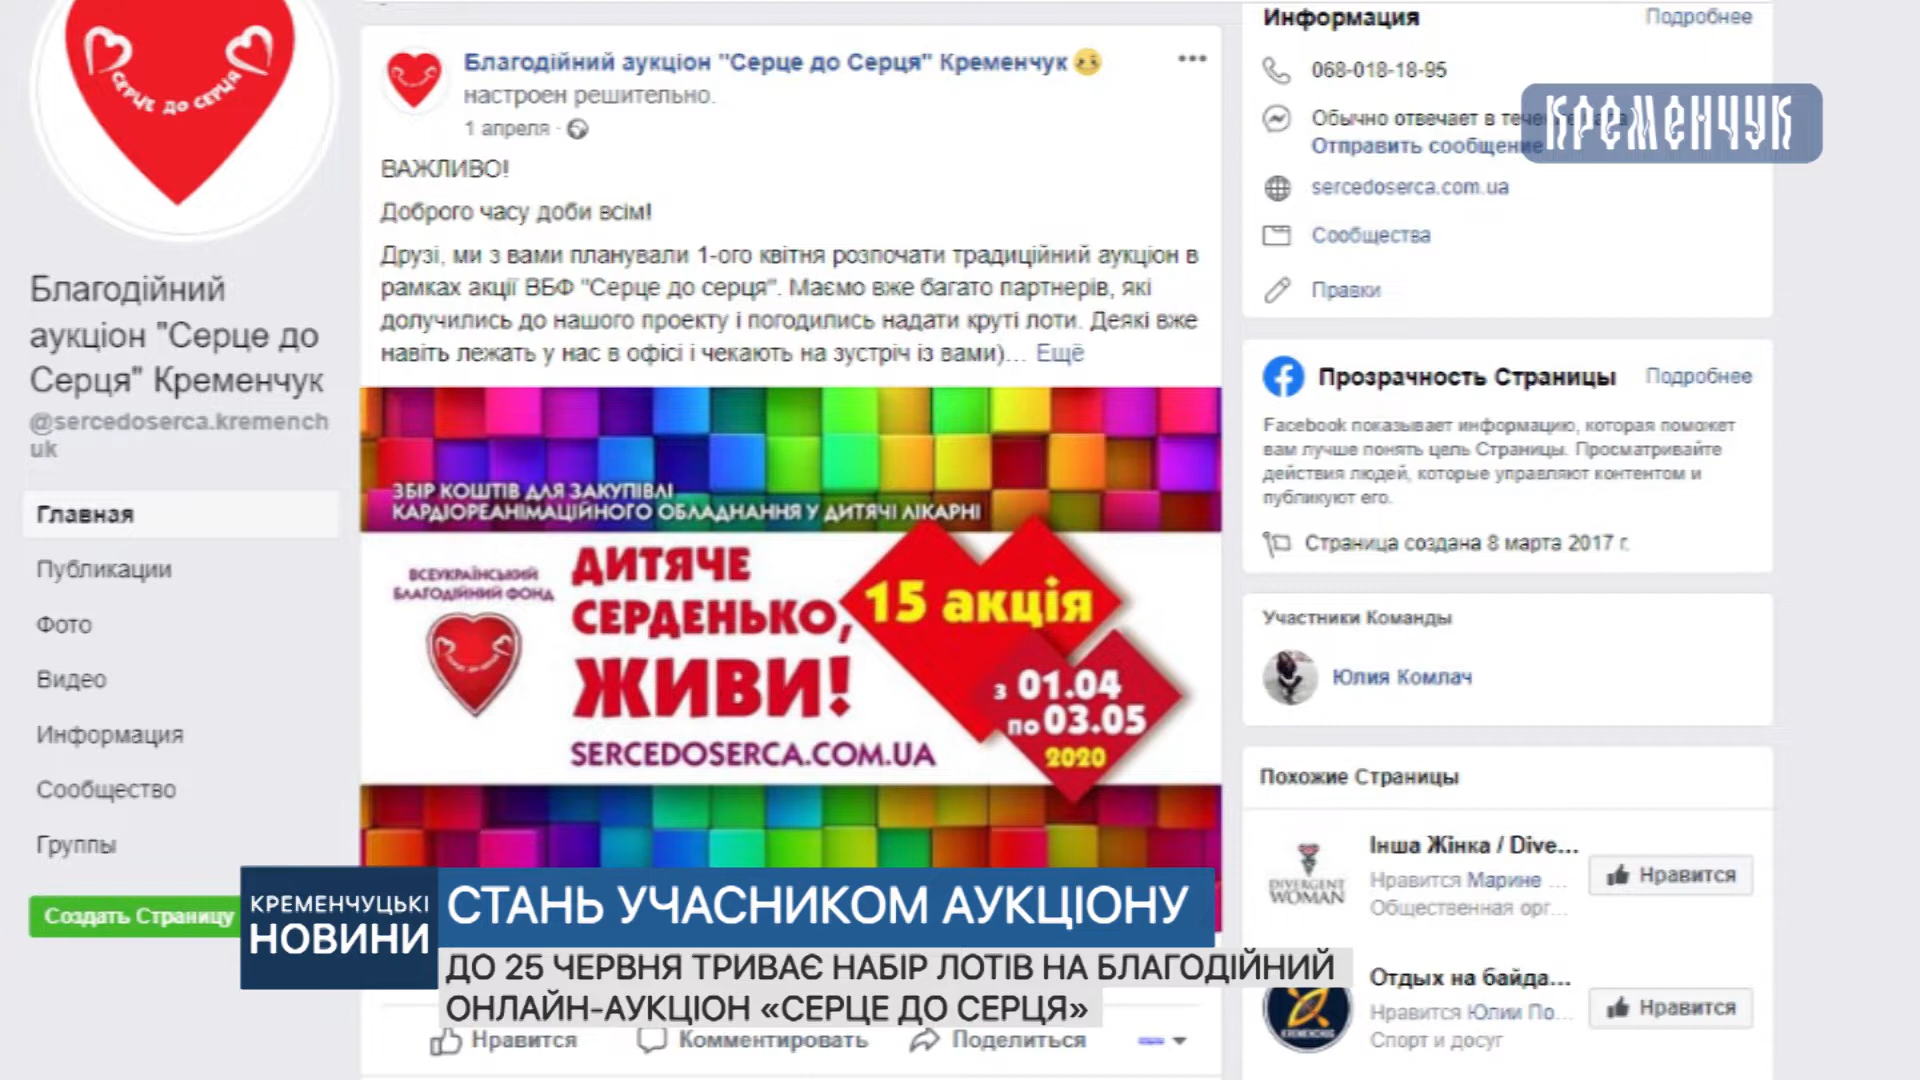 СЕРЦЕ ДО СЕРЦЯ
Благодійний
аукціон "Серце до
Серця" Кременчук
@sercedoserca.kremench
uk
Главная
Публикации
Фото
Видео
Информация
Сообщество
Группы
Создать Страницу
Благодійний аукціон "Серце до Серця" Кременчук
настроен решительно.
1 апреля
ВАЖЛИВО!
Доброго часу доби всім!
Друзі, ми з вами планували 1-ого квітня розпочати традиційний аукціон в
рамках акції ВБФ "Серце до серця". Маємо вже багато партнерів, які
долучились до нашого проекту і погодились надати круті лоти. Деякі вже
навіть лежать у нас в офісі і чекають на зустріч із вами)... Ещё
ЗБІР КОШТІВ ДЛЯ ЗАКУПІВЛІ
КАРДІОРЕАНІМАЦІЙНОГО ОБЛАДНАННЯ У ДИТЯЧІ ЛІКАРНІ
ВСЕУКРАЇНСЬКИЙ
БЛАГОДІЙНИЙ ФОНД
ДИТЯЧЕ
СЕРДЕНЬКО,
ЖИВИ!
SERCEDOSERCA.COM.UA
15 акція
з 01.04
по 03.05
2020
Нравится
Комментировать
Поделиться
Информация
Подробнее
068-018-18-95
Обычно отвечает в
Отправить сообщение
sercedoserca.com.ua
Сообщества
Правки
КРЕМЕНЧУК
Прозрачность Страницы
Подробнее
Facebook показывает информацию, которая поможет
вам лучше понять цель Страницы. Просматривайте
действия людей, которые управляют контентом и
публикуют его.
Страница создана 8 марта 2017 г.
Участники Команды
Юлия Комлач
Похожие Страницы
DIVERGENT
WOMAN
Інша Жінка / Dive...
Нравится Марине ...
Общественная орг...
Нравится
Отдых на байда...
Нравится Юлии По...
Спорт и досуг
Нравится
КРЕМЕНЧУЦЬКІ
НОВИНИ
СТАНЬ УЧАСНИКОМ АУКЦІОНУ
ДО 25 ЧЕРВНЯ ТРИВАЄ НАБІР ЛОТІВ НА БЛАГОДІЙНИЙ
ОНЛАЙН-АУКЦІОН «СЕРЦЕ ДО СЕРЦЯ»